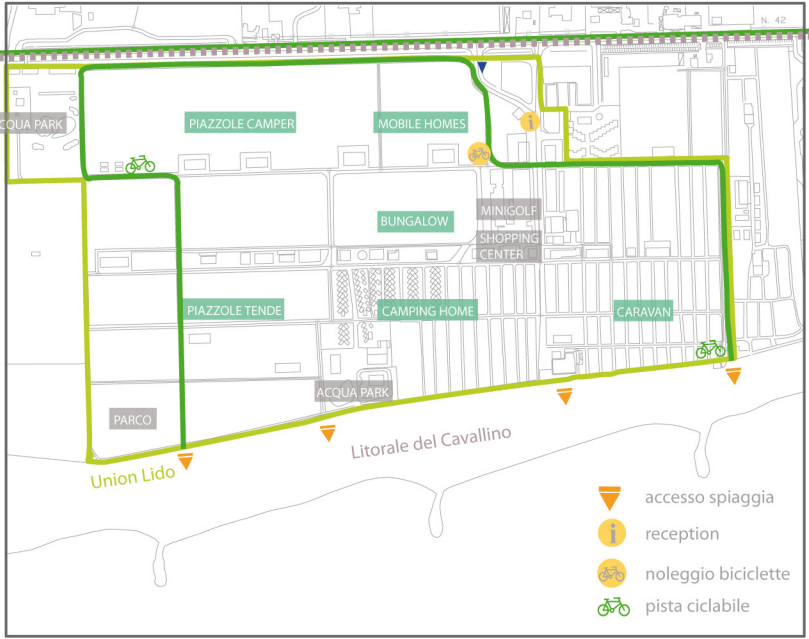 N. 42
ACQUA PARK
PIAZZOLE CAMPER
MOBILE HOMES
i
MINIGOLF
BUNGALOW
SHOPPING
CENTER
PIAZZOLE TENDE
CAMPING HOME
CARAVAN
ACQUA PARK
PARCO
Litorale del Cavallino
Union Lido
accesso spiaggia
i
reception
noleggio biciclette
pista ciclabile